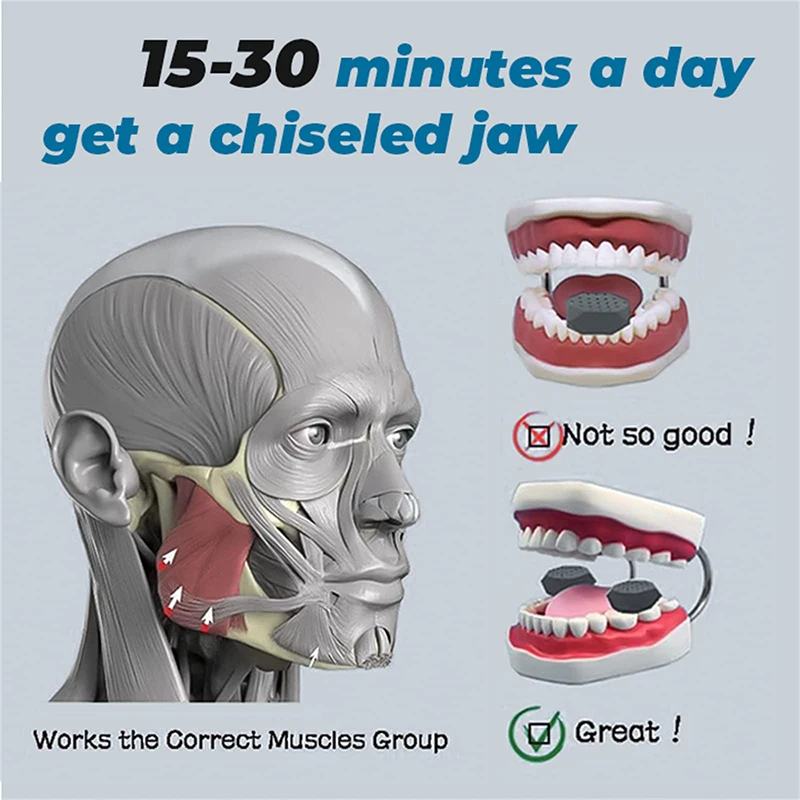 15-30 minutes a day
get a chiseled jaw
Not so good !
Great !
Works the Correct Muscles Group